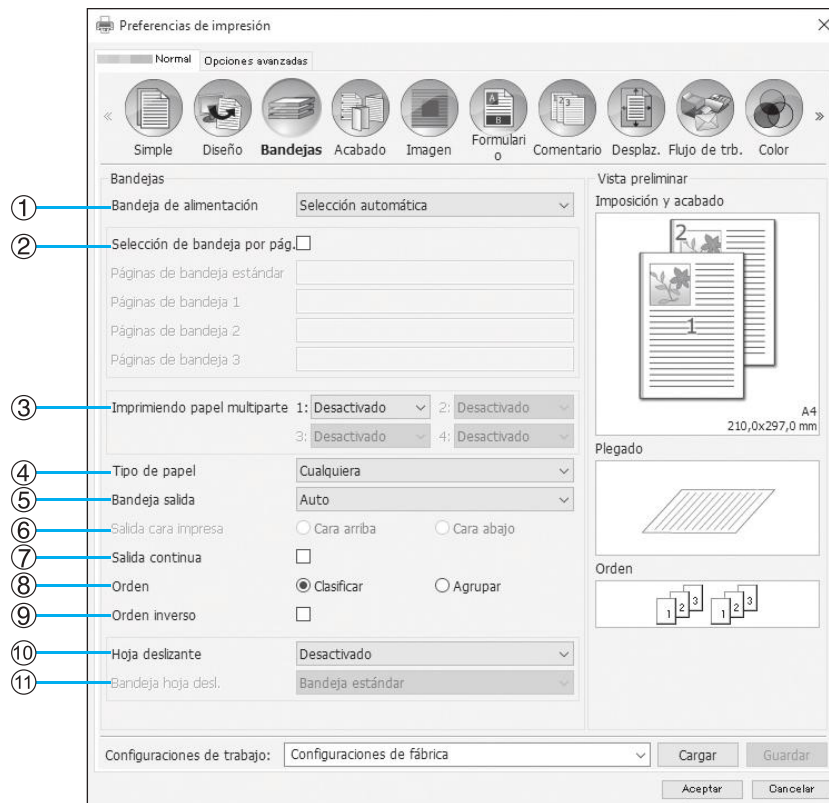 Preferencias de impresión
Normal Opciones avanzadas
« Simple Diseño Bandejas Acabado Imagen Formulari
o Comentario Desplaz. Flujo de trb. Color »
Bandejas
① Bandeja de alimentación Selección automática
② Selección de bandeja por pág.
Páginas de bandeja estándar
Páginas de bandeja 1
Páginas de bandeja 2
Páginas de bandeja 3
③ Imprimiendo papel multiparte 1: Desactivado 2: Desactivado
3: Desactivado 4: Desactivado
④ Tipo de papel Cualquiera
⑤ Bandeja salida Auto
⑥ Salida cara impresa Cara arriba Cara abajo
⑦ Salida continua
⑧ Orden Clasificar Agrupar
⑨ Orden inverso
⑩ Hoja deslizante Desactivado
⑪ Bandeja hoja desl. Bandeja estándar
Vista preliminar
Imposición y acabado
2
1
A4
210,0x297,0 mm
Plegado
Orden
1 2 3 1 2 3
Configuraciones de trabajo: Configuraciones de fábrica Cargar Guardar
Aceptar Cancelar